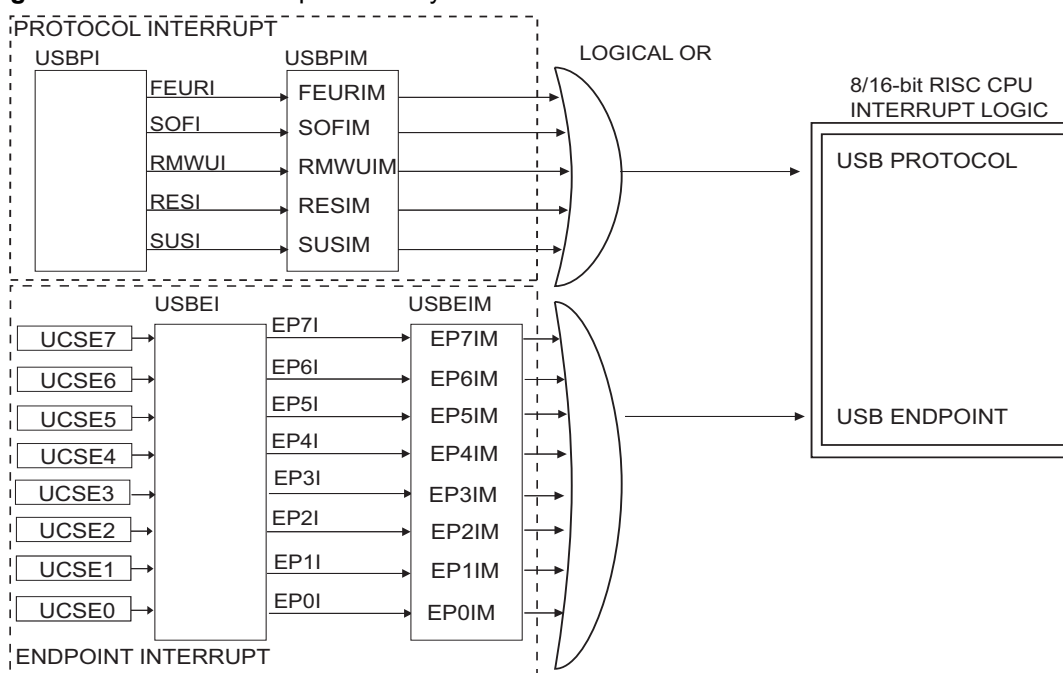 PROTOCOL INTERRUPT
USBPI
USBPIM
LOGICAL OR
FEURI
FEURIM
SOFI
SOFIM
RMWUI
RMWUIM
RESI
RESIM
SUSI
SUSIM
8/16-bit RISC CPU
INTERRUPT LOGIC
USB PROTOCOL
USB ENDPOINT
USBEI
USBEIM
UCSE7
EP7I
EP7IM
UCSE6
EP6I
EP6IM
UCSE5
EP5I
EP5IM
UCSE4
EP4I
EP4IM
UCSE3
EP3I
EP3IM
UCSE2
EP2I
EP2IM
UCSE1
EP1I
EP1IM
UCSE0
EP0I
EP0IM
ENDPOINT INTERRUPT